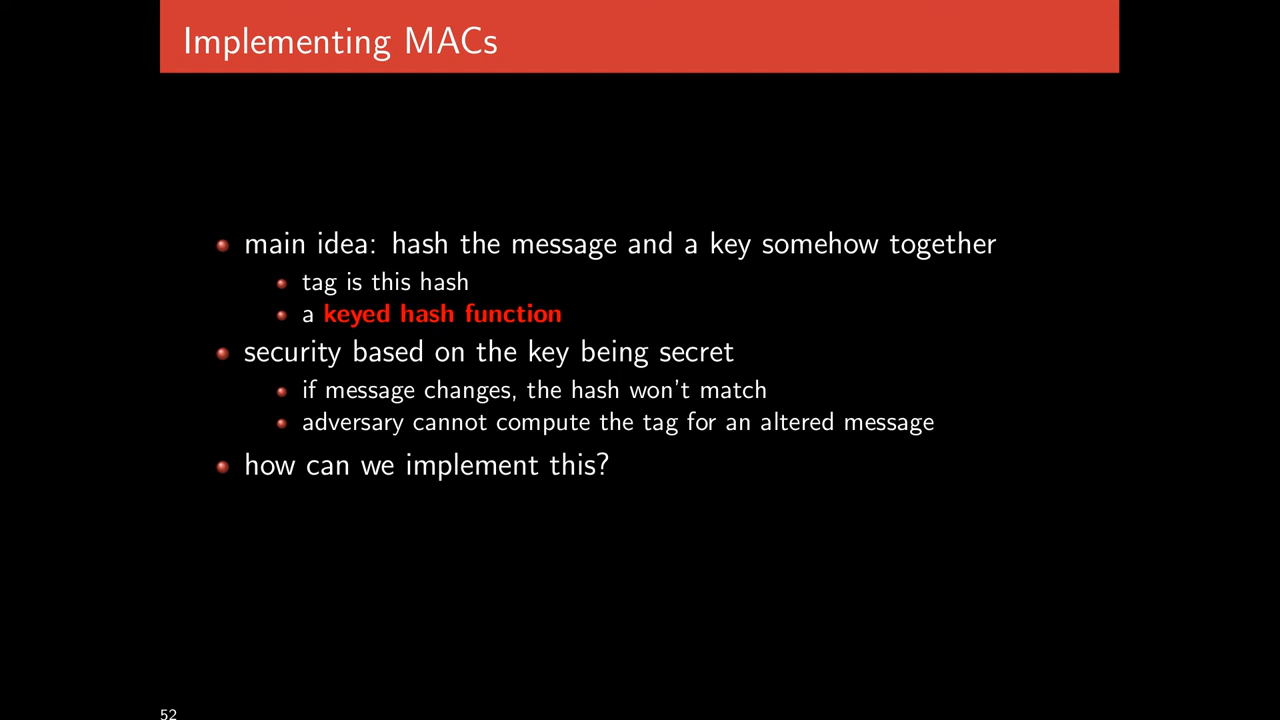 Implementing MACs
main idea: hash the message and a key somehow together
tag is this hash
a keyed hash function
security based on the key being secret
if message changes, the hash won't match
adversary cannot compute the tag for an altered message
how can we implement this?
52